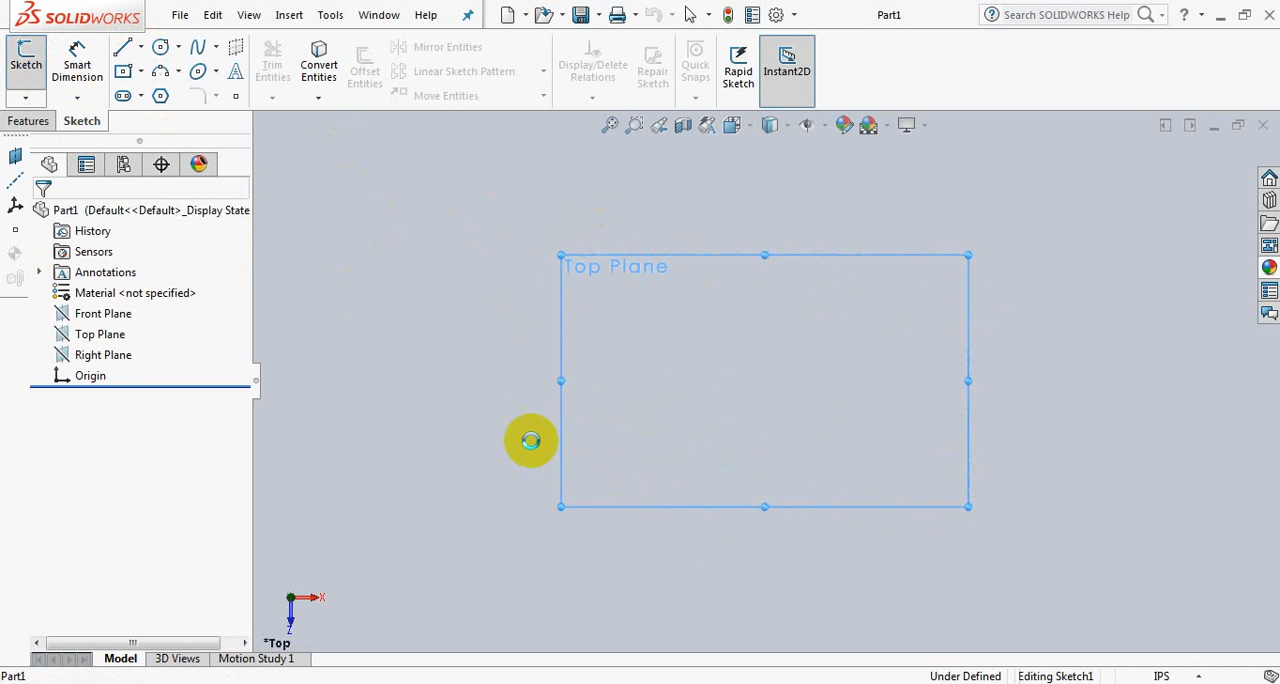 SOLIDWORKS File Edit View Insert Tools Window Help Part1 Search SOLIDWORKS Help ?
Sketch Smart Dimension Trim Entities Convert Entities Offset Entities Mirror Entities Linear Sketch Pattern Move Entities Display/Delete Relations Repair Sketch Quick Snaps Rapid Sketch Instant2D
Features Sketch
Part1 (Default<<Default>_Display State
History
Sensors
Annotations
Material <not specified>
Front Plane
Top Plane
Right Plane
Origin
Top Plane
X
Z
*Top
Model 3D Views Motion Study 1
Part1 Under Defined Editing Sketch1 IPS